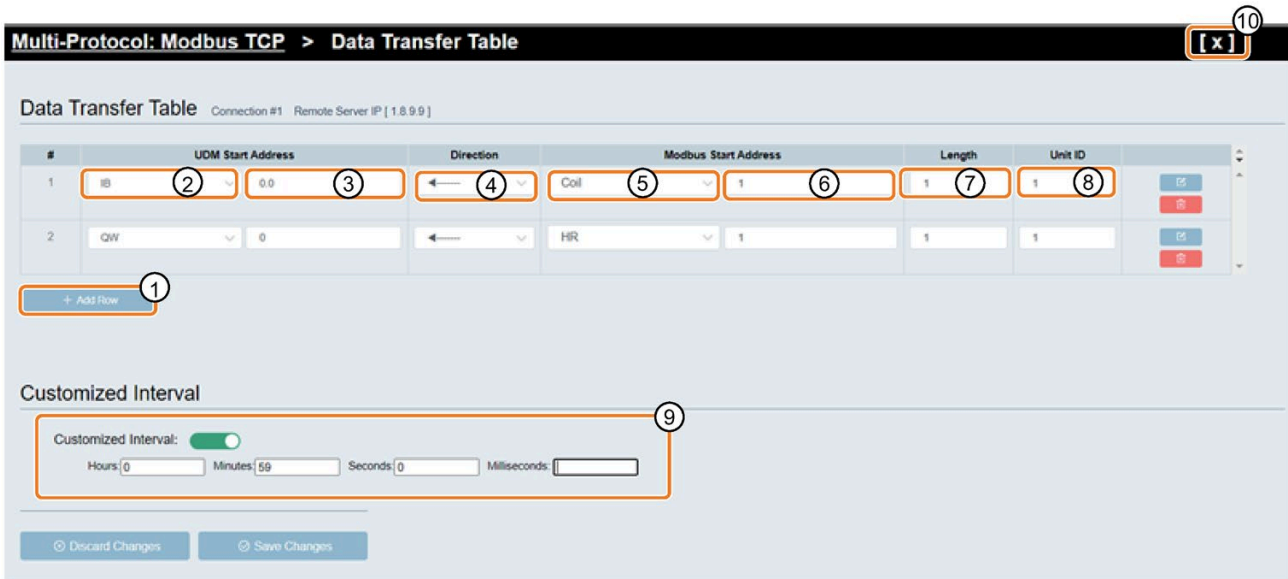 10
Multi-Protocol: Modbus TCP > Data Transfer Table [ x ]
Data Transfer Table Connection #1 Remote Server IP [ 1.8.9.9 ]
# UDM Start Address Direction Modbus Start Address Length Unit ID
1 IB 2 0.0 3 4 Coil 5 1 6 1 7 1 8
2 QW 0 HR 1 1 1
+ Add Row 1
Customized Interval
9
Customized Interval:
Hours: 0 Minutes: 59 Seconds: 0 Milliseconds:
Discard Changes Save Changes